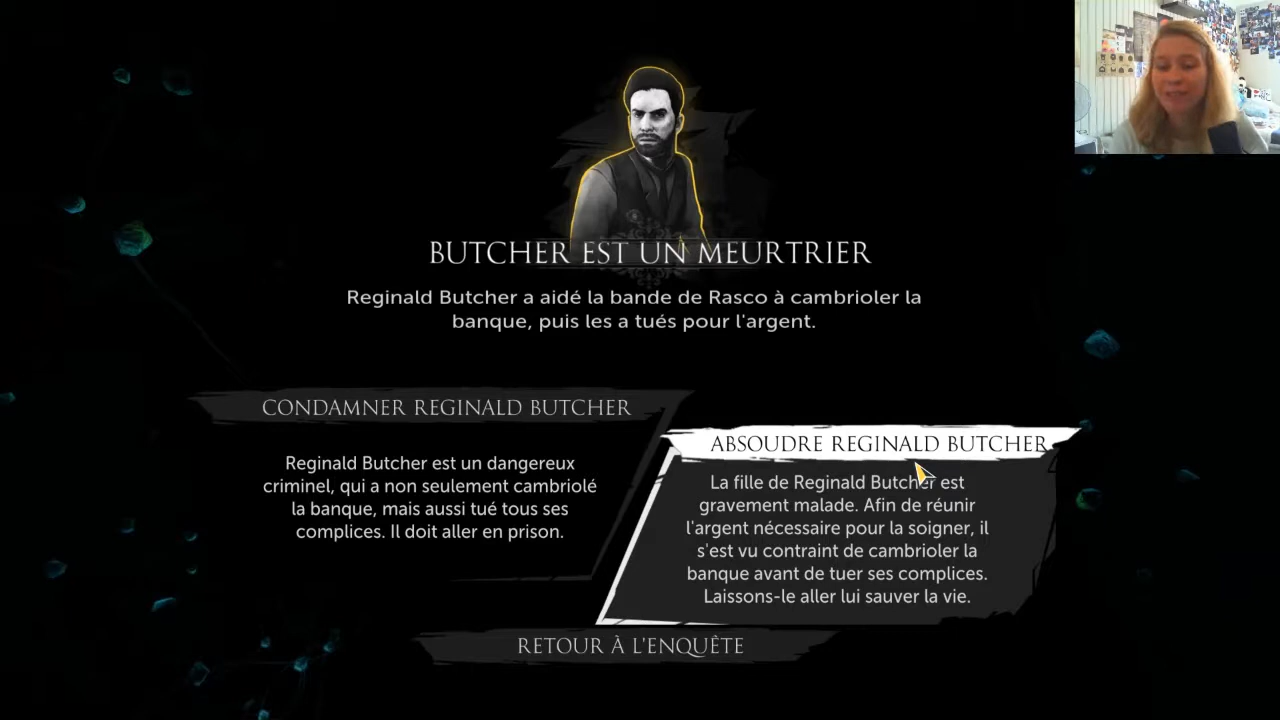 BUTCHER EST UN MEURTRIER
Reginald Butcher a aidé la bande de Rasco à cambrioler la
banque, puis les a tués pour l'argent.
CONDAMNER REGINALD BUTCHER
Reginald Butcher est un dangereux
criminel, qui a non seulement cambriolé
la banque, mais aussi tué tous ses
complices. Il doit aller en prison.
ABSOUDRE REGINALD BUTCHER
La fille de Reginald Butcher est
gravement malade. Afin de réunir
l'argent nécessaire pour la soigner, il
s'est vu contraint de cambrioler la
banque avant de tuer ses complices.
Laissons-le aller lui sauver la vie.
RETOUR À L'ENQUÊTE